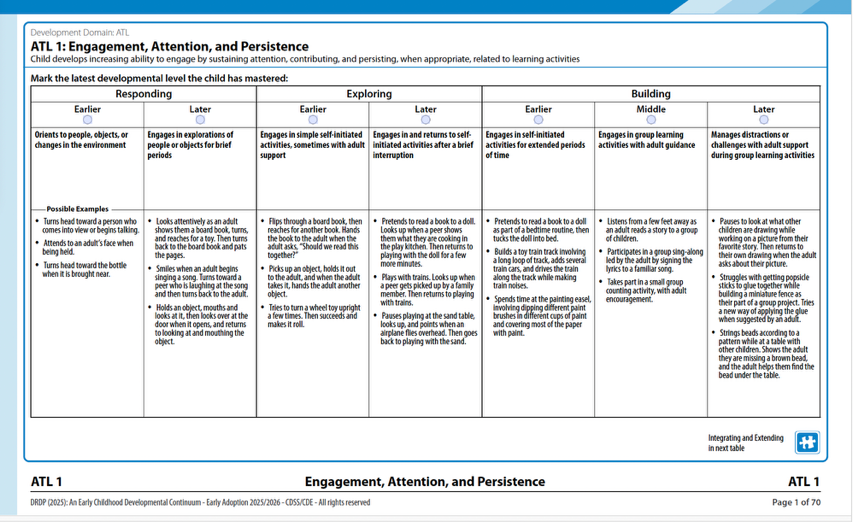 Development Domain: ATL
ATL 1: Engagement, Attention, and Persistence
Child develops increasing ability to engage by sustaining attention, contributing, and persisting, when appropriate, related to learning activities
Mark the latest developmental level the child has mastered:
Responding
Exploring
Building
Earlier
Later
Earlier
Later
Earlier
Middle
Later
Orients to people, objects, or
changes in the environment
Engages in explorations of
people or objects for brief
periods
Engages in simple self-initiated
activities, sometimes with adult
support
Engages in and returns to self-
initiated activities after a brief
interruption
Engages in self-initiated
activities for extended periods
of time
Engages in group learning
activities with adult guidance
Manages distractions or
challenges with adult support
during group learning activities
Possible Examples
• Turns head toward a person who
comes into view or begins talking.
• Attends to an adult's face when
being held.
• Turns head toward the bottle
when it is brought near.
• Looks attentively as an adult
shows them a board book, turns,
and reaches for a toy. Then turns
back to the board book and pats
the pages.
• Smiles when an adult begins
singing a song. Turns toward a
peer who is laughing at the song
and then turns back to the adult.
• Holds an object, mouths and
looks at it, then looks over at the
door when it opens, and returns
to looking at and mouthing the
object.
• Flips through a board book, then
reaches for another book. Hands
the book to the adult when the
adult asks, "Should we read this
together?"
• Picks up an object, holds it out
to the adult, and when the adult
takes it, hands the adult another
object.
• Tries to turn a wheel toy upright
a few times. Then succeeds and
makes it roll.
• Pretends to read a book to a doll.
Looks up when a peer shows
them what they are cooking in
the play kitchen. Then returns to
playing with the doll for a few
more minutes.
• Plays with trains. Looks up when
a peer gets picked up by a family
member. Then returns to playing
with trains.
• Pauses playing at the sand table,
looks up, and points when an
airplane flies overhead. Then goes
back to playing with the sand.
• Pretends to read a book to a doll
as part of a bedtime routine, then
tucks the doll into bed.
• Builds a toy train track involving
a long loop of track, adds several
train cars, and drives the train
along the track while making
train noises.
• Spends time at the painting easel,
involving dipping different paint
brushes in different cups of paint
and covering most of the paper
with paint.
• Listens from a few feet away as
an adult reads a story to a group
of children.
• Participates in a group sing-along
led by the adult by signing the
lyrics to a familiar song.
• Takes part in a small group
counting activity, with adult
encouragement.
• Pauses to look at what other
children are drawing while
working on a picture from their
favorite story. Then returns to
their own drawing when the adult
asks about their picture.
• Struggles with getting popsicle
sticks to glue together while
building a miniature fence as
their part of a group project. Tries
a new way of applying the glue
when suggested by an adult.
• Strings beads according to a
pattern while at a table with
other children. Shows the adult
they are missing a brown bead,
and the adult helps them find the
bead under the table.
Integrating and Extending
in next table
ATL 1
Engagement, Attention, and Persistence
ATL 1
DRDP (2025): An Early Childhood Developmental Continuum - Early Adoption 2025/2026 - CDSS/CDE - All rights reserved
Page 1 of 70